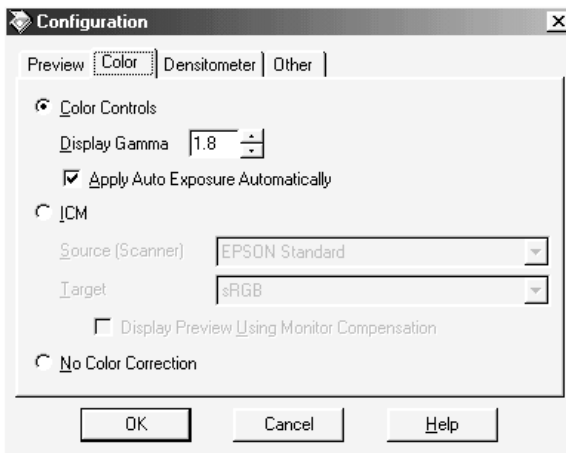 Configuration
Preview Color Densitometer Other
Color Controls
Display Gamma 1.8
Apply Auto Exposure Automatically
ICM
Source (Scanner) EPSON Standard
Target sRGB
Display Preview Using Monitor Compensation
No Color Correction
OK Cancel Help